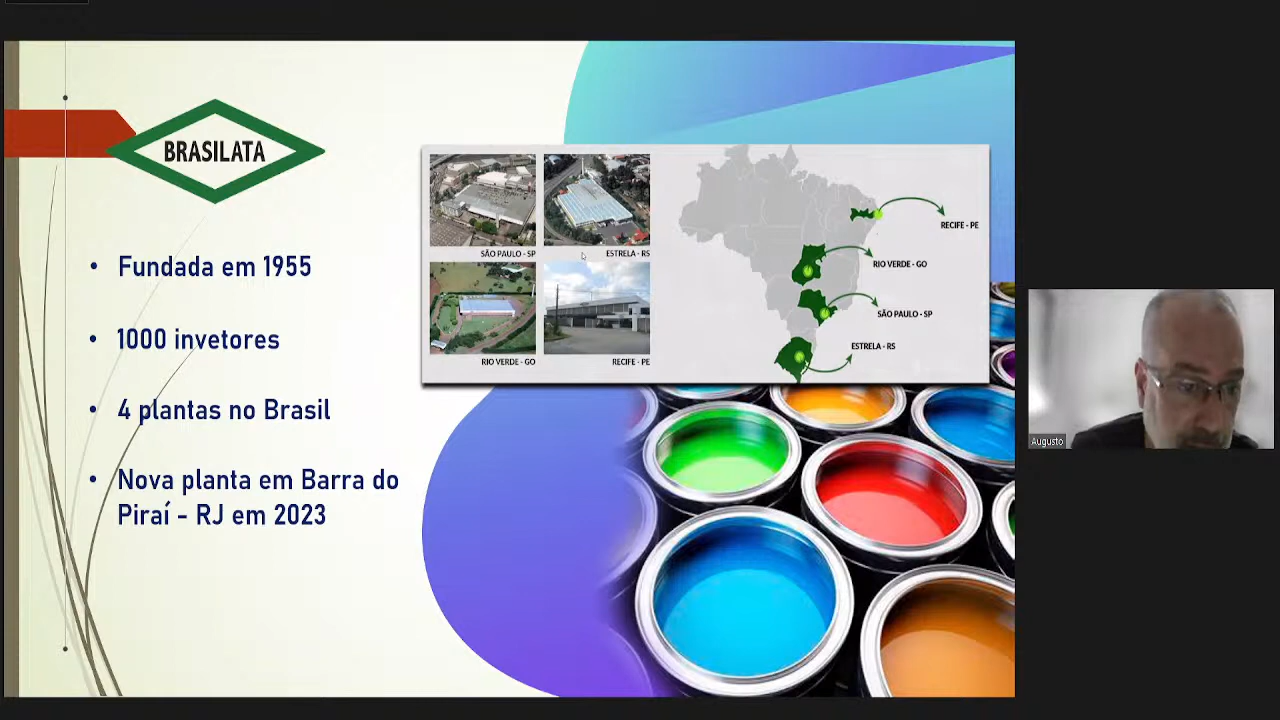 BRASILATA
• Fundada em 1955
• 1000 invetores
• 4 plantas no Brasil
• Nova planta em Barra do
Piraí - RJ em 2023
SÃO PAULO - SP
ESTRELA - RS
RIO VERDE - GO
RECIFE - PE
RECIFE - PE
RIO VERDE - GO
SÃO PAULO - SP
ESTRELA - RS
Augusto